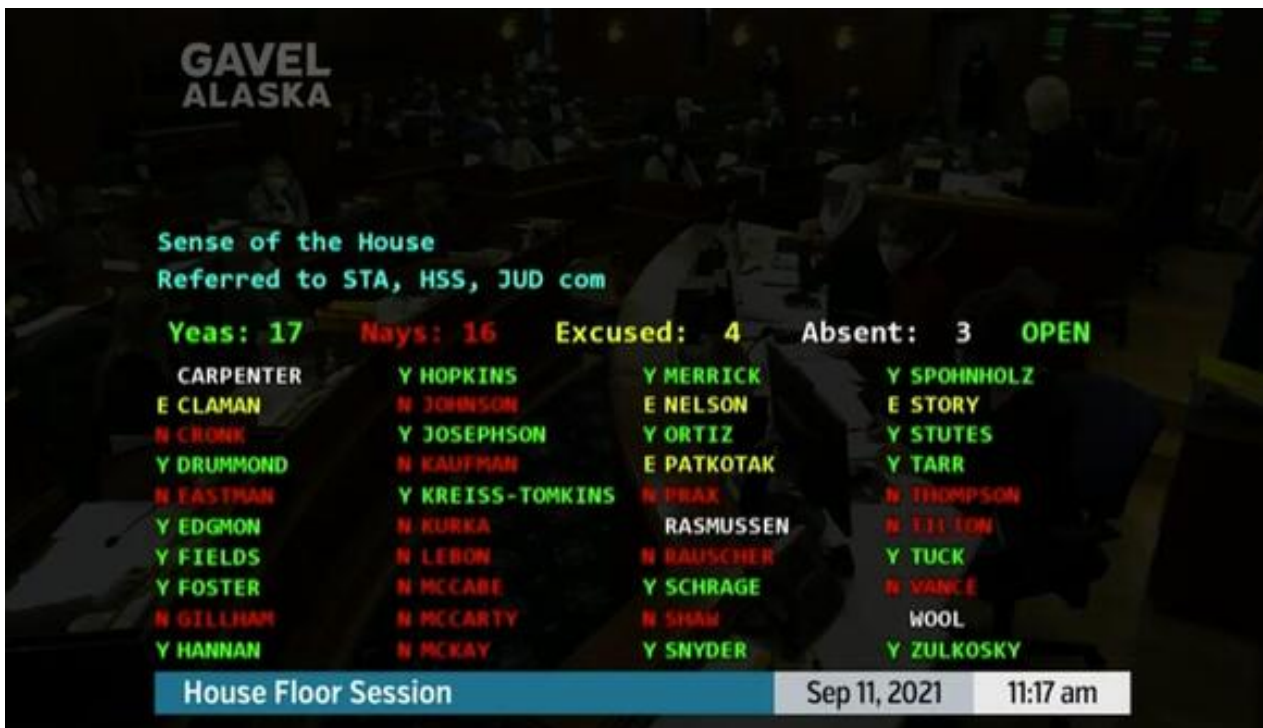 GAVEL
ALASKA
Sense of the House
Referred to STA, HSS, JUD com
Yeas: 17 Nays: 16 Excused: 4 Absent: 3 OPEN
CARPENTER Y HOPKINS Y MERRICK Y SPOHNHOLZ
E CLAMAN N JOHNSON E NELSON E STORY
N CRONK Y JOSEPHSON Y ORTIZ Y STUTES
Y DRUMMOND N KAUFMAN E PATKOTAK Y TARR
N EASTMAN Y KREISS-TOMKINS N PRAX N THOMPSON
Y EDGMON N KURKA RASMUSSEN N TILTON
Y FIELDS N LEBON N RAUSCHER Y TUCK
Y FOSTER N MCCABE Y SCHRAGE N VANCE
N GILLHAM N MCCARTY N SHAW WOOL
Y HANNAN N MCKAY Y SNYDER Y ZULKOSKY
House Floor Session Sep 11, 2021 11:17 am